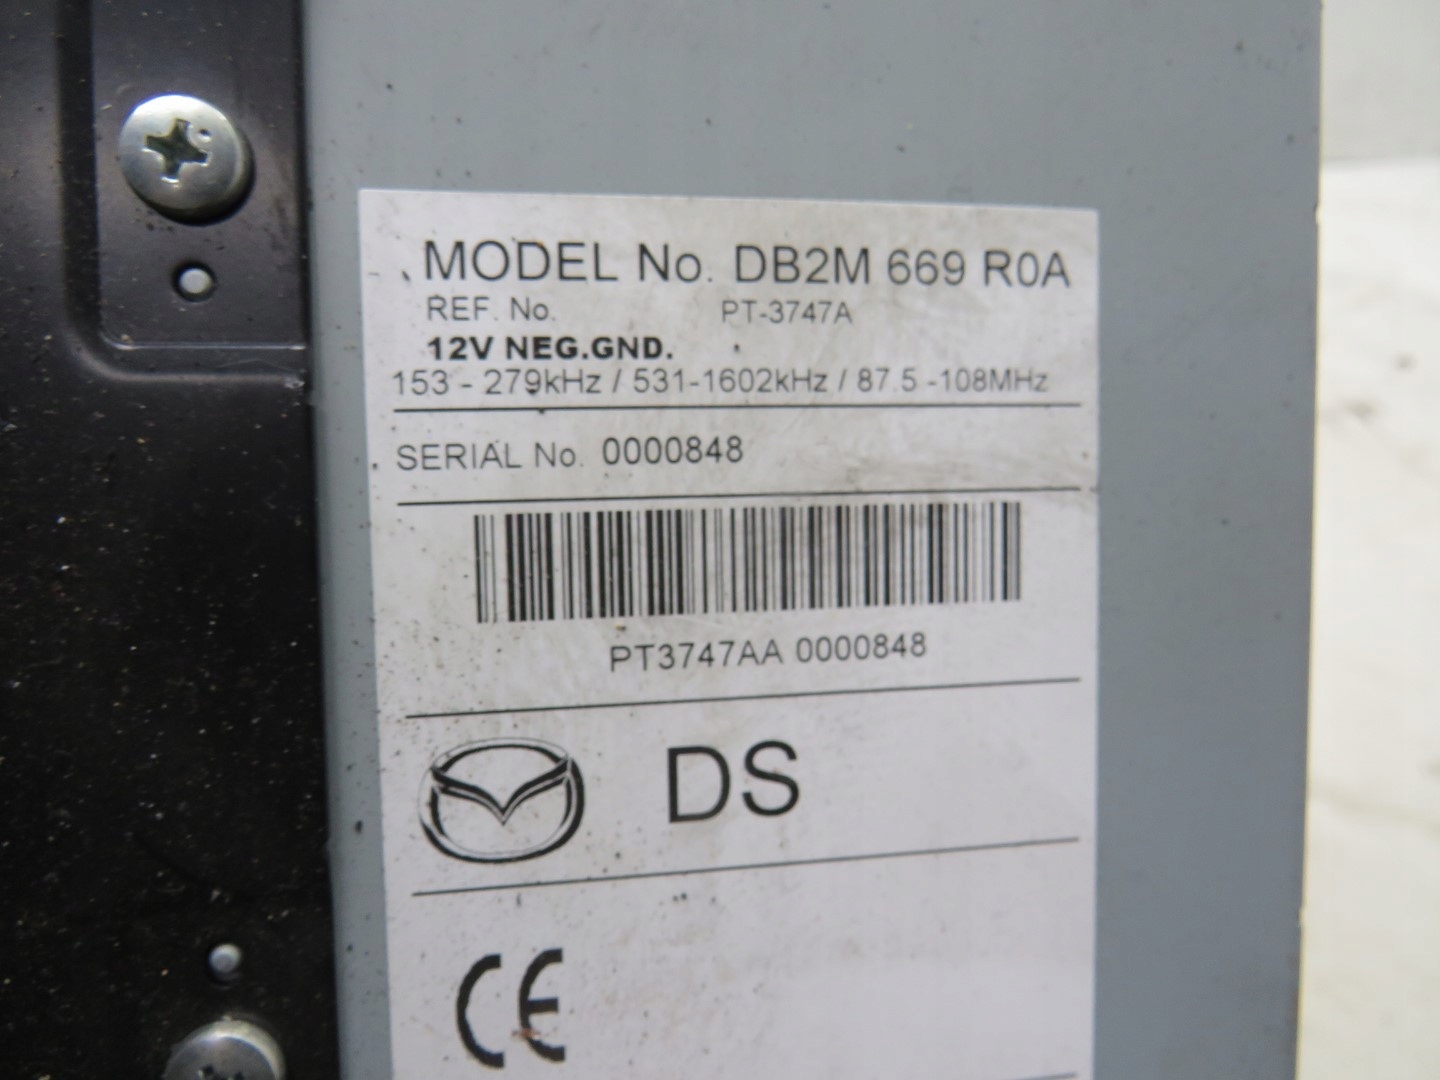 MODEL No. DB2M 669 R0A
REF. No. PT-3747A
12V NEG.GND.
153 - 279kHz / 531-1602kHz / 87.5 -108MHz
SERIAL No. 0000848
PT3747AA 0000848
DS
CE